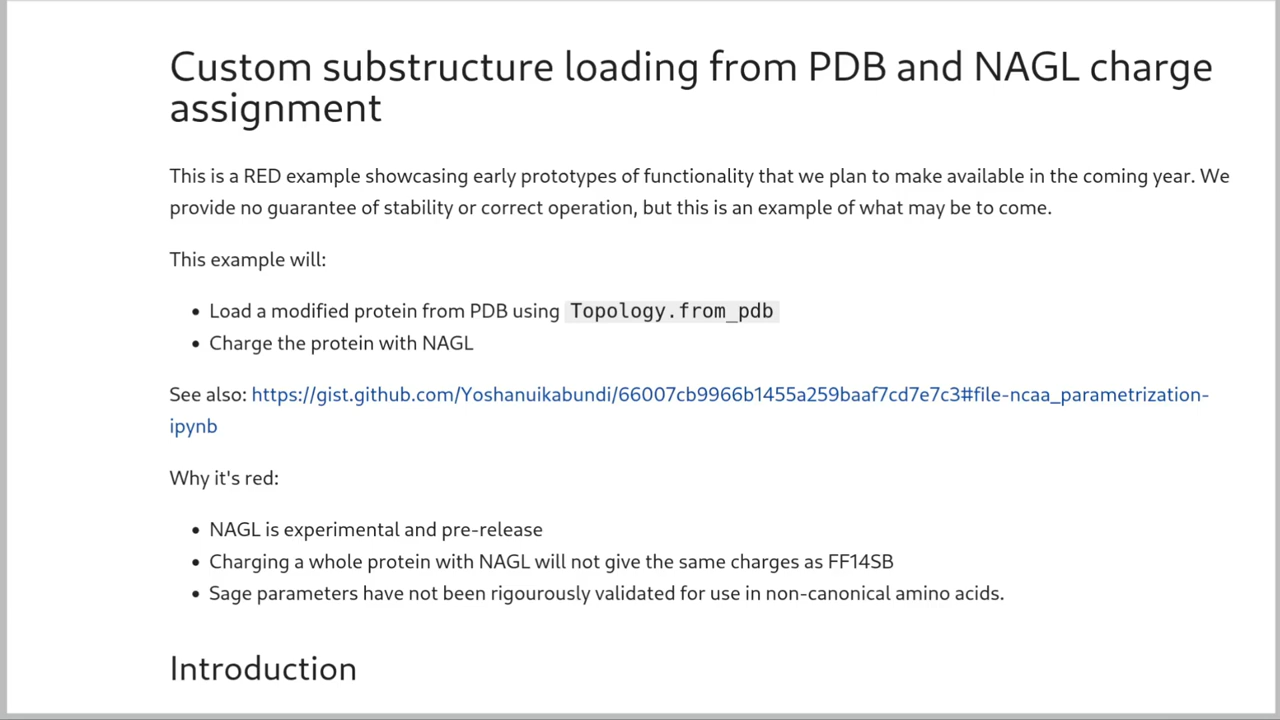 Custom substructure loading from PDB and NAGL charge
assignment
This is a RED example showcasing early prototypes of functionality that we plan to make available in the coming year. We
provide no guarantee of stability or correct operation, but this is an example of what may be to come.
This example will:
• Load a modified protein from PDB using Topology.from_pdb
• Charge the protein with NAGL
See also: https://gist.github.com/Yoshanuikabundi/66007cb9966b1455a259baaf7cd7e7c3#file-ncaa_parametrization-
ipynb
Why it's red:
• NAGL is experimental and pre-release
• Charging a whole protein with NAGL will not give the same charges as FF14SB
• Sage parameters have not been rigourously validated for use in non-canonical amino acids.
Introduction